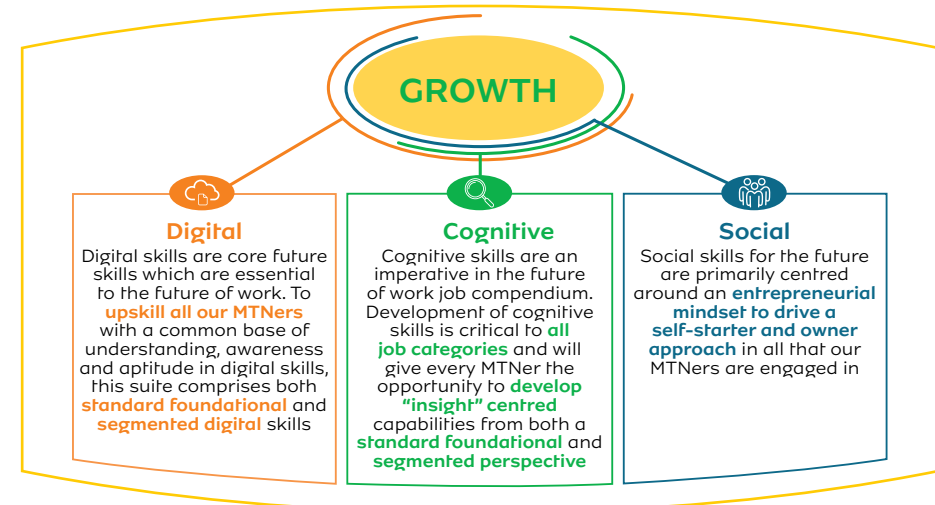 GROWTH
Digital
Digital skills are core future
skills which are essential
to the future of work. To
upskill all our MTNers
with a common base of
understanding, awareness
and aptitude in digital skills,
this suite comprises both
standard foundational and
segmented digital skills
Cognitive
Cognitive skills are an
imperative in the future
of work job compendium.
Development of cognitive
skills is critical to all
job categories and will
give every MTNer the
opportunity to develop
“insight” centred
capabilities from both a
standard foundational and
segmented perspective
Social
Social skills for the future
are primarily centred
around an entrepreneurial
mindset to drive a
self-starter and owner
approach in all that our
MTNers are engaged in